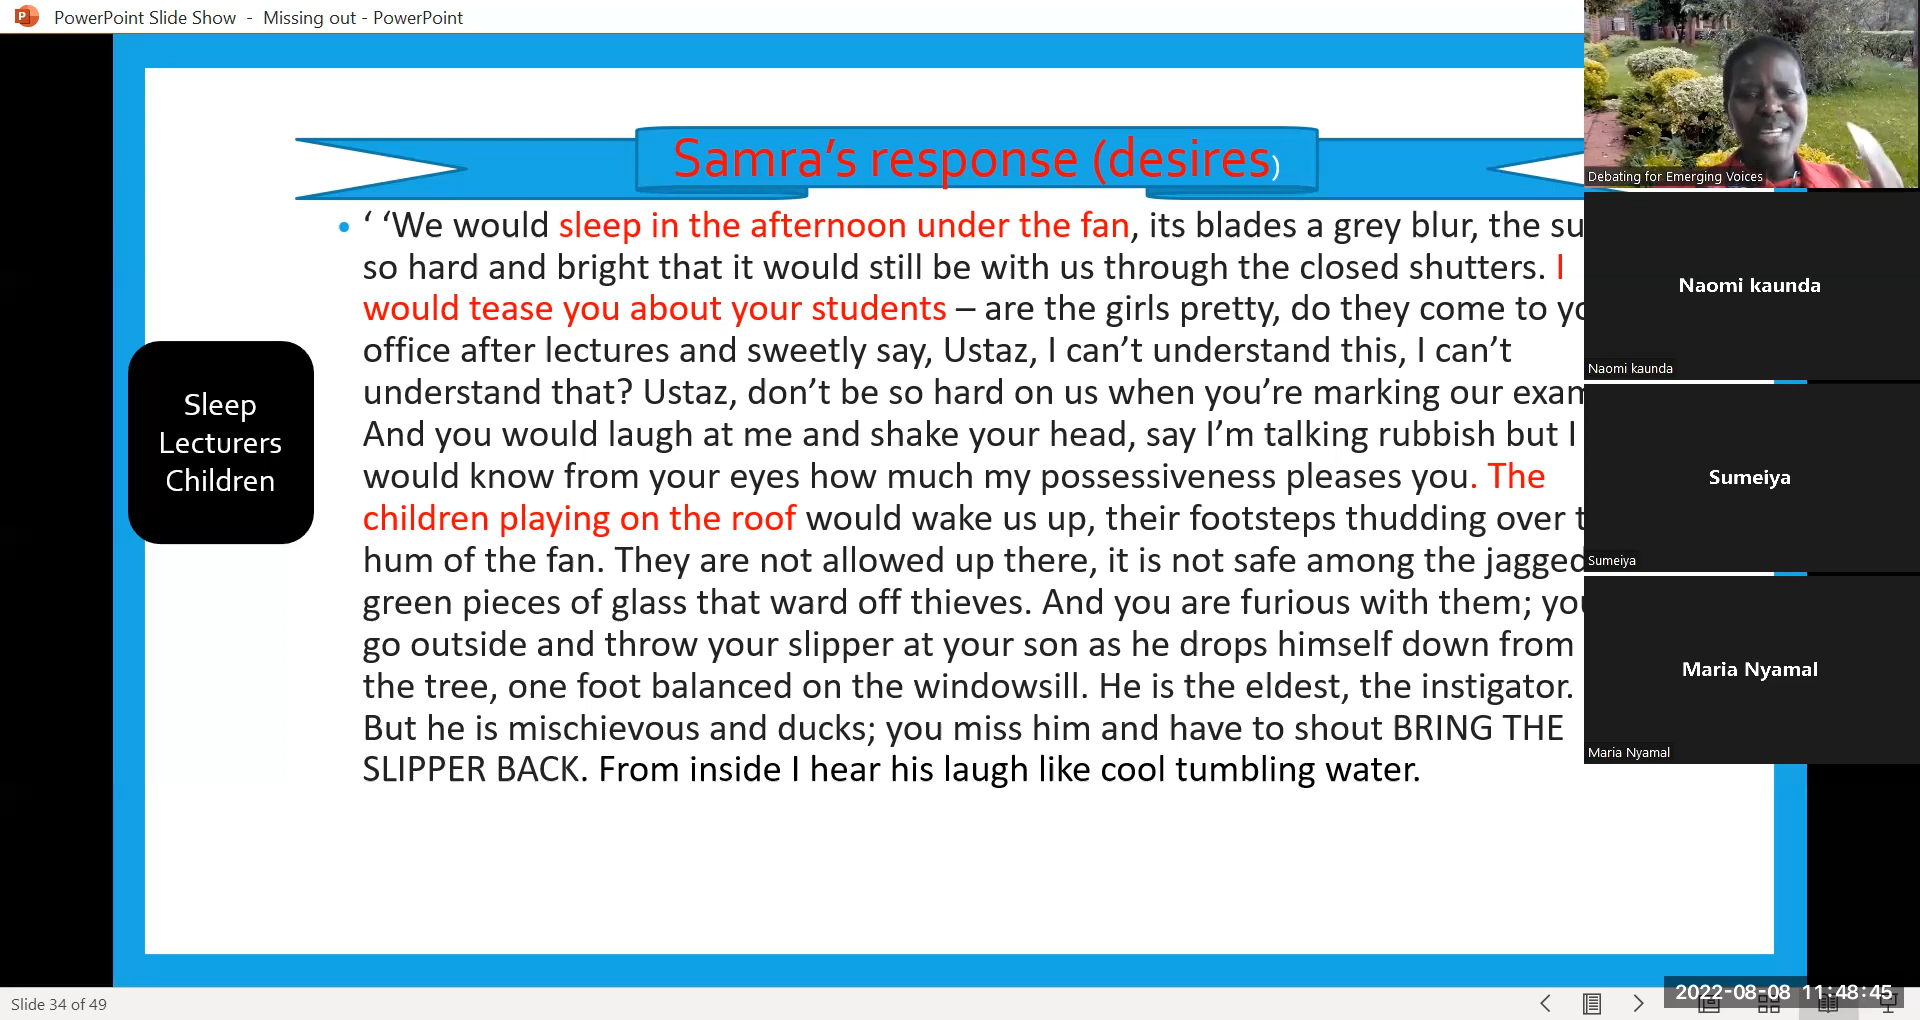 PowerPoint Slide Show - Missing out - PowerPoint
Samra’s response (desires)
• ‘ ‘We would sleep in the afternoon under the fan, its blades a grey blur, the su
so hard and bright that it would still be with us through the closed shutters. I
would tease you about your students – are the girls pretty, do they come to yo
office after lectures and sweetly say, Ustaz, I can’t understand this, I can’t
understand that? Ustaz, don’t be so hard on us when you’re marking our exam
And you would laugh at me and shake your head, say I’m talking rubbish but I
would know from your eyes how much my possessiveness pleases you. The
children playing on the roof would wake us up, their footsteps thudding over t
hum of the fan. They are not allowed up there, it is not safe among the jagged
green pieces of glass that ward off thieves. And you are furious with them; you
go outside and throw your slipper at your son as he drops himself down from
the tree, one foot balanced on the windowsill. He is the eldest, the instigator.
But he is mischievous and ducks; you miss him and have to shout BRING THE
SLIPPER BACK. From inside I hear his laugh like cool tumbling water.
Sleep
Lecturers
Children
Debating for Emerging Voices
Naomi kaunda
Naomi kaunda
Sumeiya
Sumeiya
Maria Nyamal
Maria Nyamal
Slide 34 of 49
2022-08-08 11:48:45